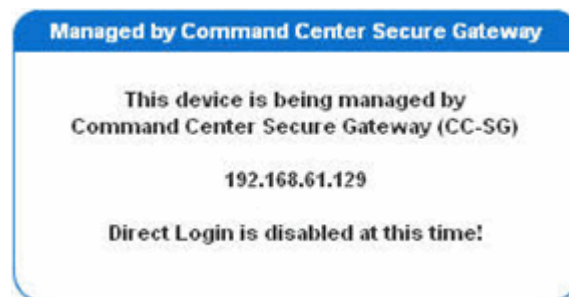 Managed by Command Center Secure Gateway
This device is being managed by
Command Center Secure Gateway (CC-SG)
192.168.61.129
Direct Login is disabled at this time!